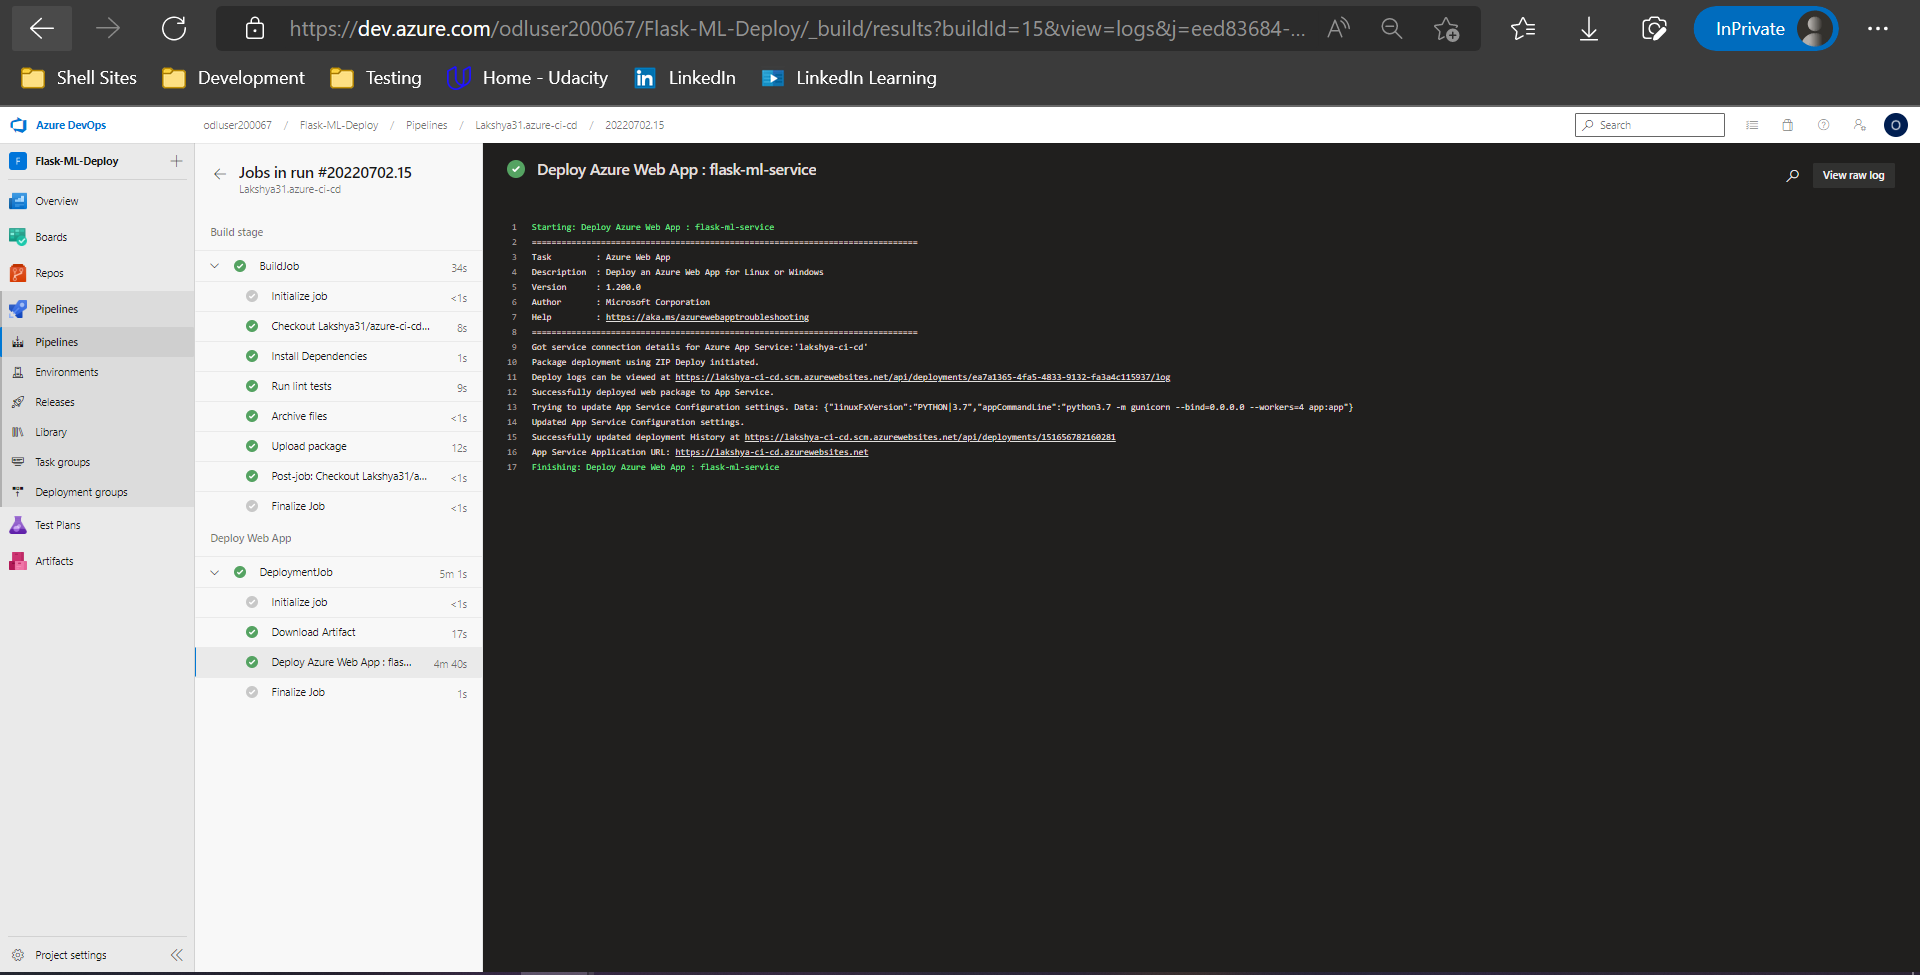 https://dev.azure.com/odluser200067/Flask-ML-Deploy/_build/results?buildId=15&view=logs&j=eed83684-...
InPrivate
Shell Sites
Development
Testing
Home - Udacity
LinkedIn
LinkedIn Learning
Azure DevOps
odluser200067 / Flask-ML-Deploy / Pipelines / Lakshya31.azure-ci-cd / 20220702.15
Search
O
F Flask-ML-Deploy
Overview
Boards
Repos
Pipelines
Pipelines
Environments
Releases
Library
Task groups
Deployment groups
Test Plans
Artifacts
Project settings
Jobs in run #20220702.15
Lakshya31.azure-ci-cd
Build stage
BuildJob 34s
Initialize job <1s
Checkout Lakshya31/azure-ci-cd... 8s
Install Dependencies 1s
Run lint tests 9s
Archive files <1s
Upload package 12s
Post-job: Checkout Lakshya31/a... <1s
Finalize Job <1s
Deploy Web App
DeploymentJob 5m 1s
Initialize job <1s
Download Artifact 17s
Deploy Azure Web App : flas... 4m 40s
Finalize Job 1s
Deploy Azure Web App : flask-ml-service
View raw log
1 Starting: Deploy Azure Web App : flask-ml-service
2 ==============================================================================
3 Task : Azure Web App
4 Description : Deploy an Azure Web App for Linux or Windows
5 Version : 1.200.0
6 Author : Microsoft Corporation
7 Help : https://aka.ms/azurewebapptroubleshooting
8 ==============================================================================
9 Got service connection details for Azure App Service:'lakshya-ci-cd'
10 Package deployment using ZIP Deploy initiated.
11 Deploy logs can be viewed at https://lakshya-ci-cd.scm.azurewebsites.net/api/deployments/ea7a1365-4fa5-4833-9132-fa3a4c115937/log
12 Successfully deployed web package to App Service.
13 Trying to update App Service Configuration settings. Data: {"linuxFxVersion":"PYTHON|3.7","appCommandLine":"python3.7 -m gunicorn --bind=0.0.0.0 --workers=4 app:app"}
14 Updated App Service Configuration settings.
15 Successfully updated deployment History at https://lakshya-ci-cd.scm.azurewebsites.net/api/deployments/151656782160281
16 App Service Application URL: https://lakshya-ci-cd.azurewebsites.net
17 Finishing: Deploy Azure Web App : flask-ml-service